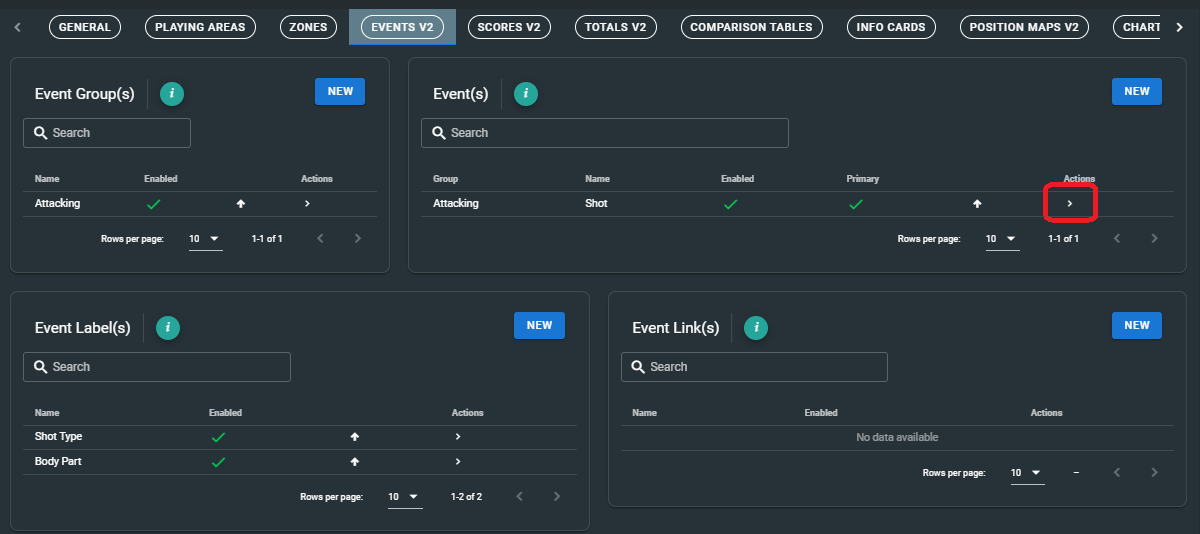 GENERAL PLAYING AREAS ZONES EVENTS V2 SCORES V2 TOTALS V2 COMPARISON TABLES INFO CARDS POSITION MAPS V2 CHART
Event Group(s) i NEW
Search
Name Enabled Actions
Attacking
Rows per page: 10 1-1 of 1
Event(s) i NEW
Search
Group Name Enabled Primary Actions
Attacking Shot
Rows per page: 10 1-1 of 1
Event Label(s) i NEW
Search
Name Enabled Actions
Shot Type
Body Part
Rows per page: 10 1-2 of 2
Event Link(s) i NEW
Search
Name Enabled Actions
No data available
Rows per page: 10 –